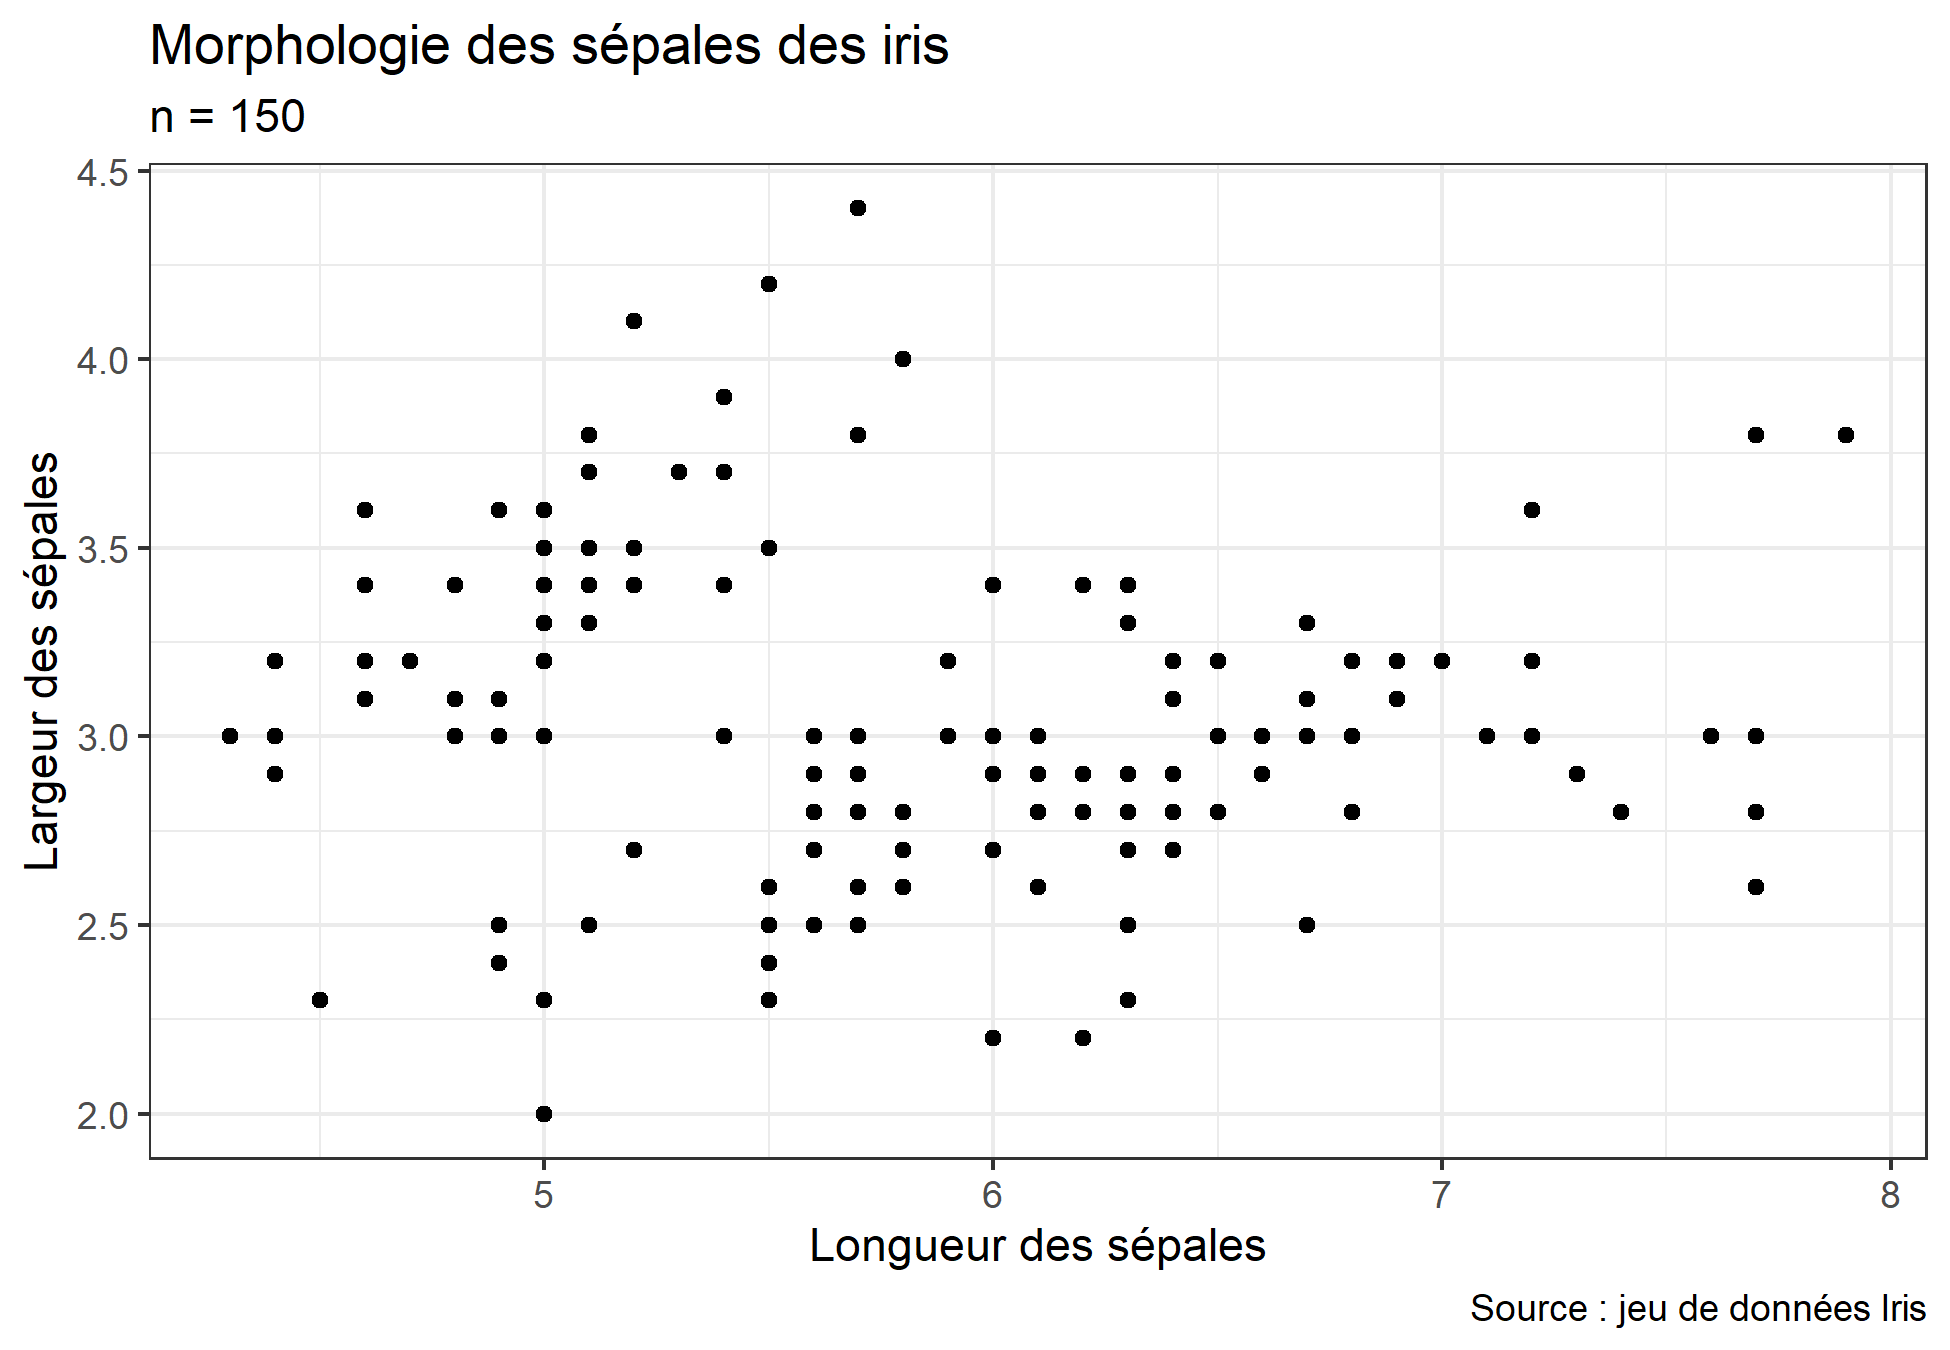 Morphologie des sépales des iris
n = 150
4.5
4.0
3.5
3.0
2.5
2.0
Largeur des sépales
5 6 7 8
Longueur des sépales
Source : jeu de données Iris